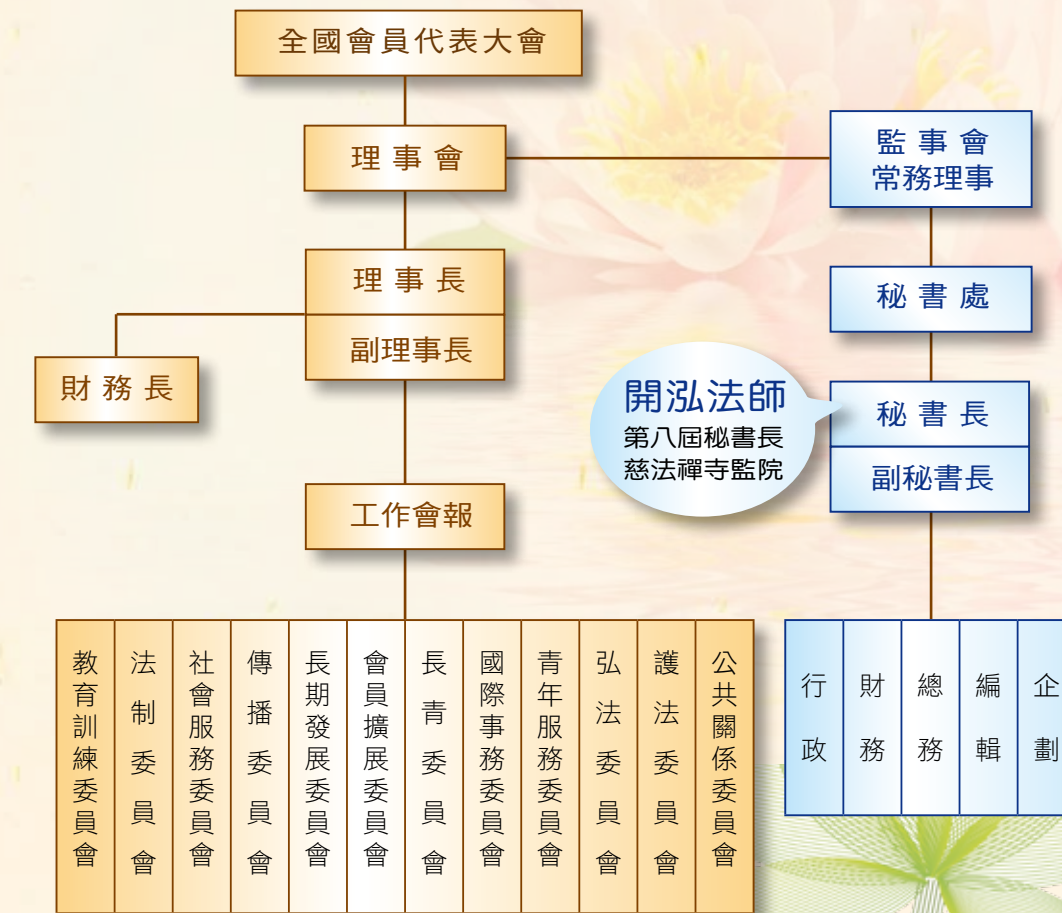 全國會員代表大會
理事會
監事會
常務理事
理事長
副理事長
秘書處
財務長
開泓法師
第八屆秘書長
慈法禪寺監院
秘書長
副秘書長
工作會報
教育訓練委員會
法制委員會
社會服務委員會
傳播委員會
長期發展委員會
會員擴展委員會
長青委員會
國際事務委員會
青年服務委員會
弘法委員會
護法委員會
公共關係委員會
行政
財務
總務
編輯
企劃